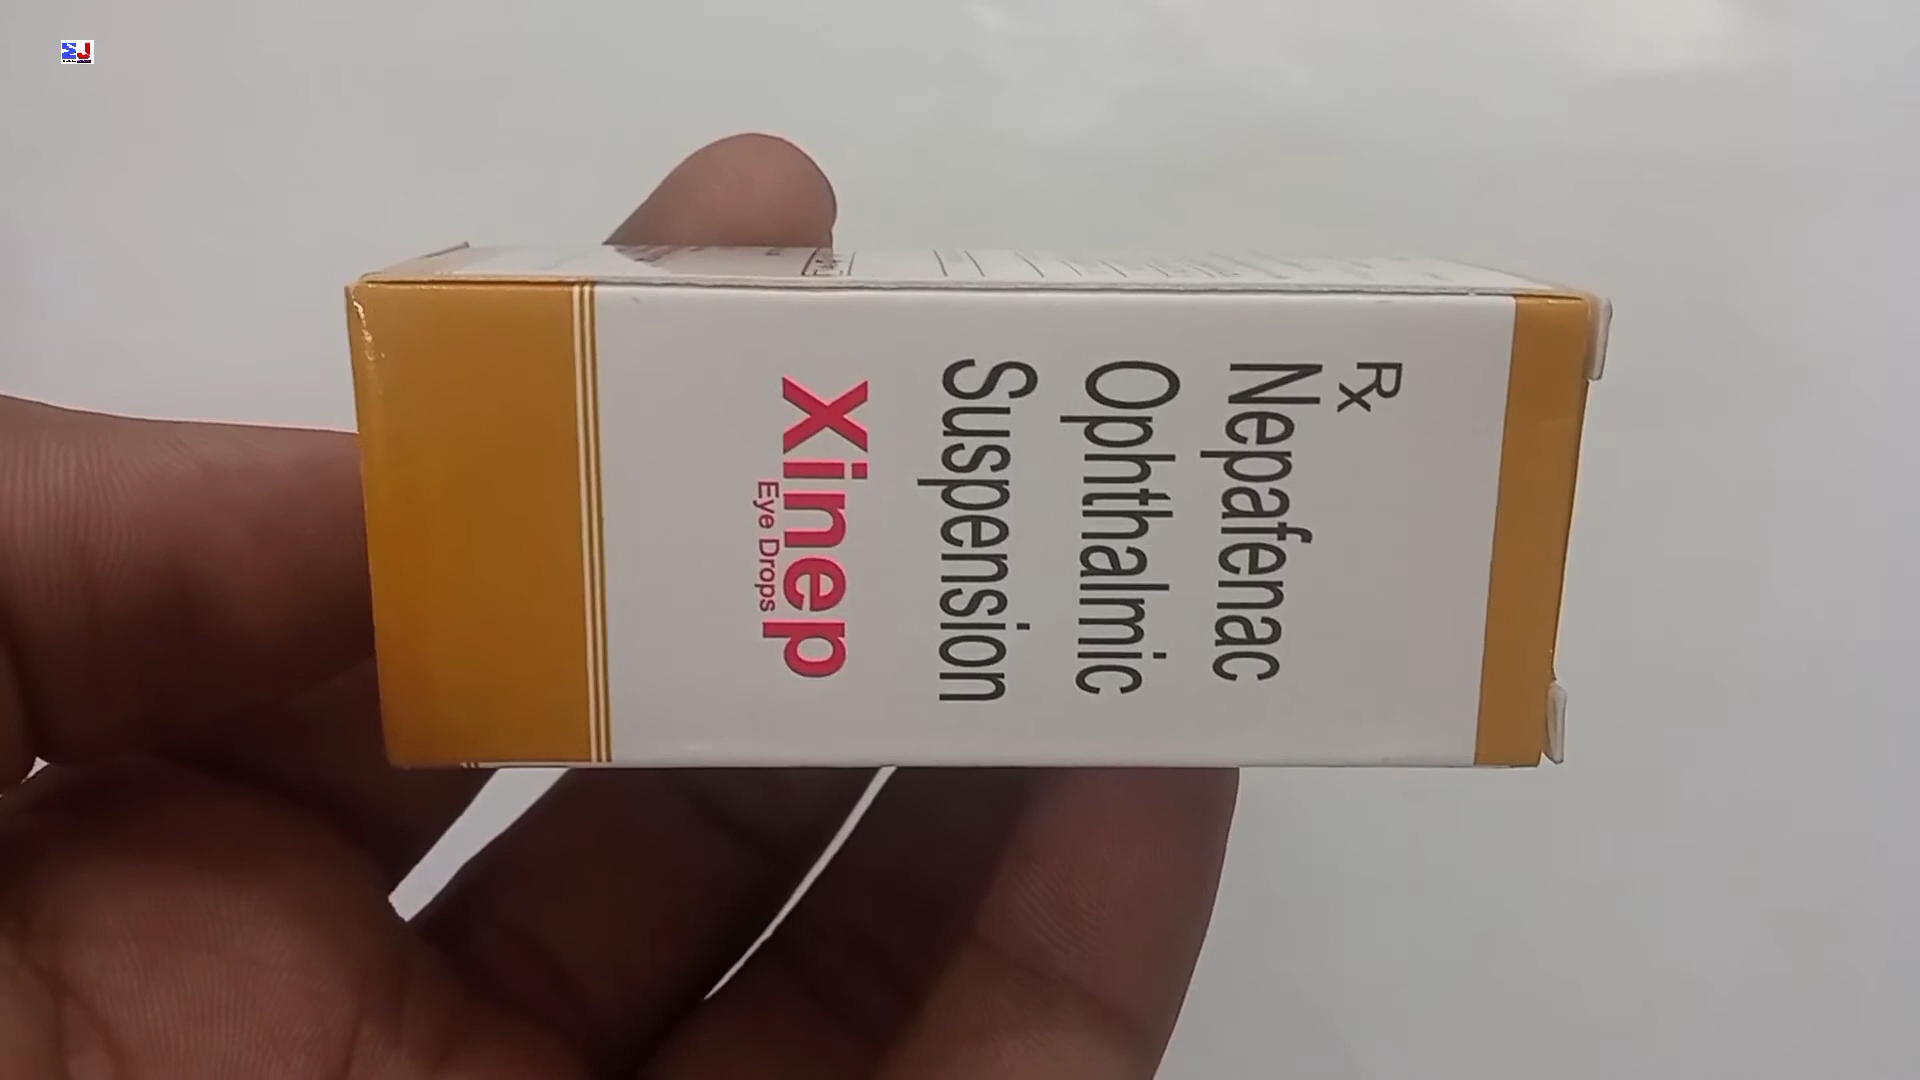 Rx
Nepafenac
Ophthalmic
Suspension
Xinep
Eye Drops